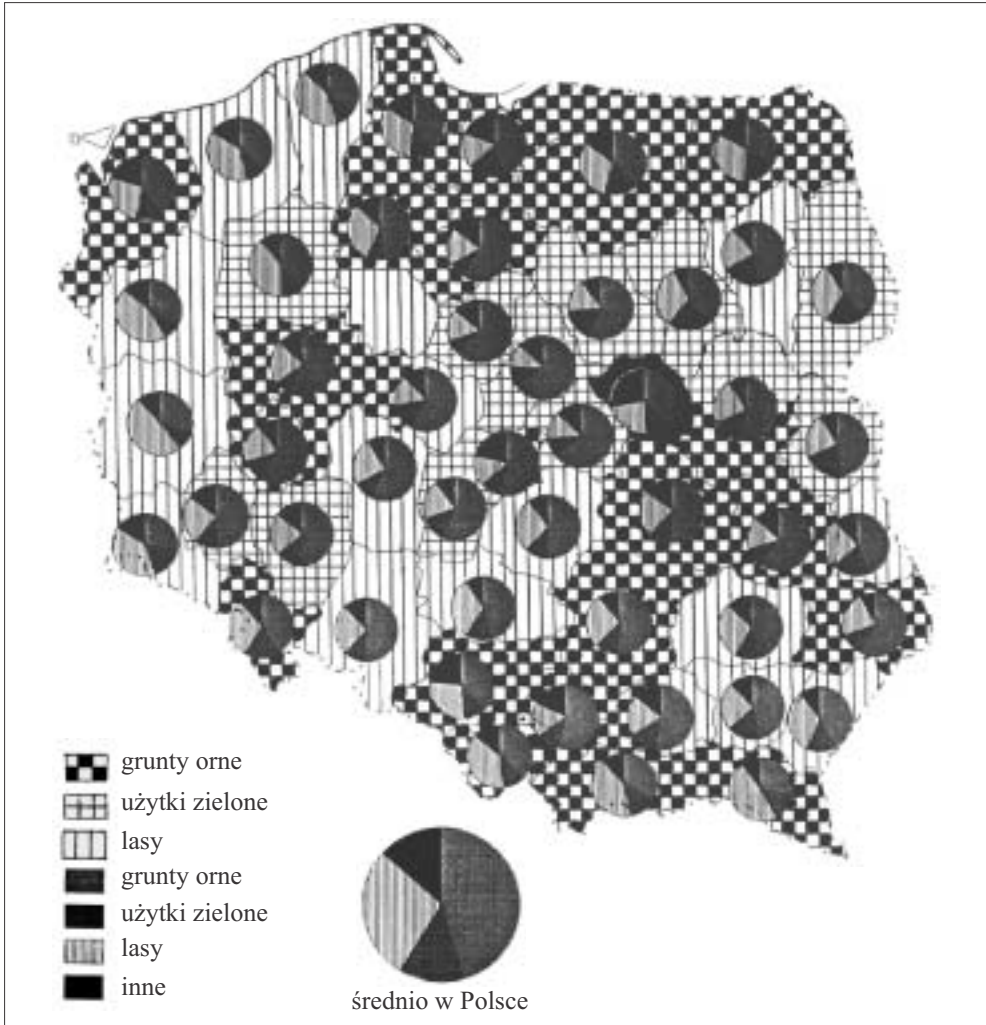 grunty orne
użytki zielone
lasy
grunty orne
użytki zielone
lasy
inne
średnio w Polsce